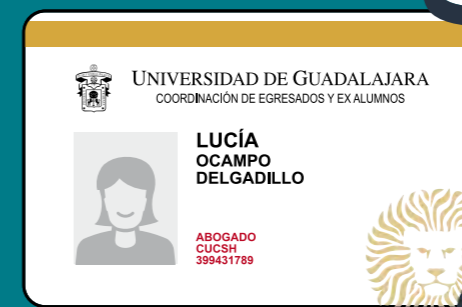 UNIVERSIDAD DE GUADALAJARA
COORDINACIÓN DE EGRESADOS Y EX ALUMNOS
LUCÍA
OCAMPO
DELGADILLO
ABOGADO
CUCSH
399431789